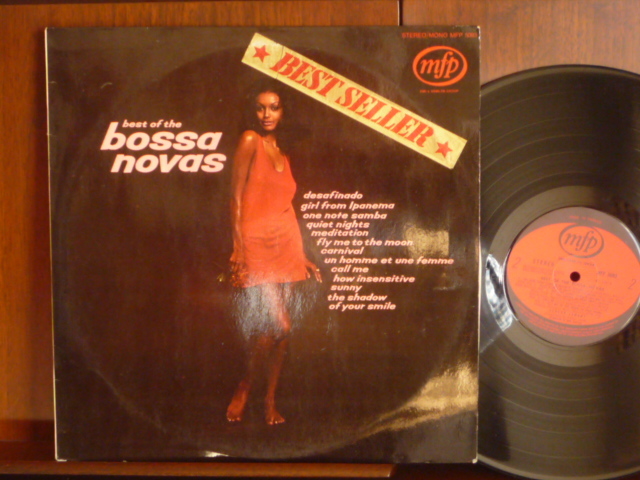 STEREO/MONO MFP
mfp
BEST SELLER
best of the
bossa
novas
desafinado
girl from Ipanema
one note samba
quiet nights
meditation
fly me to the moon
carnival
un homme et une femme
call me
how insensitive
sunny
the shadow
of your smile
mfp